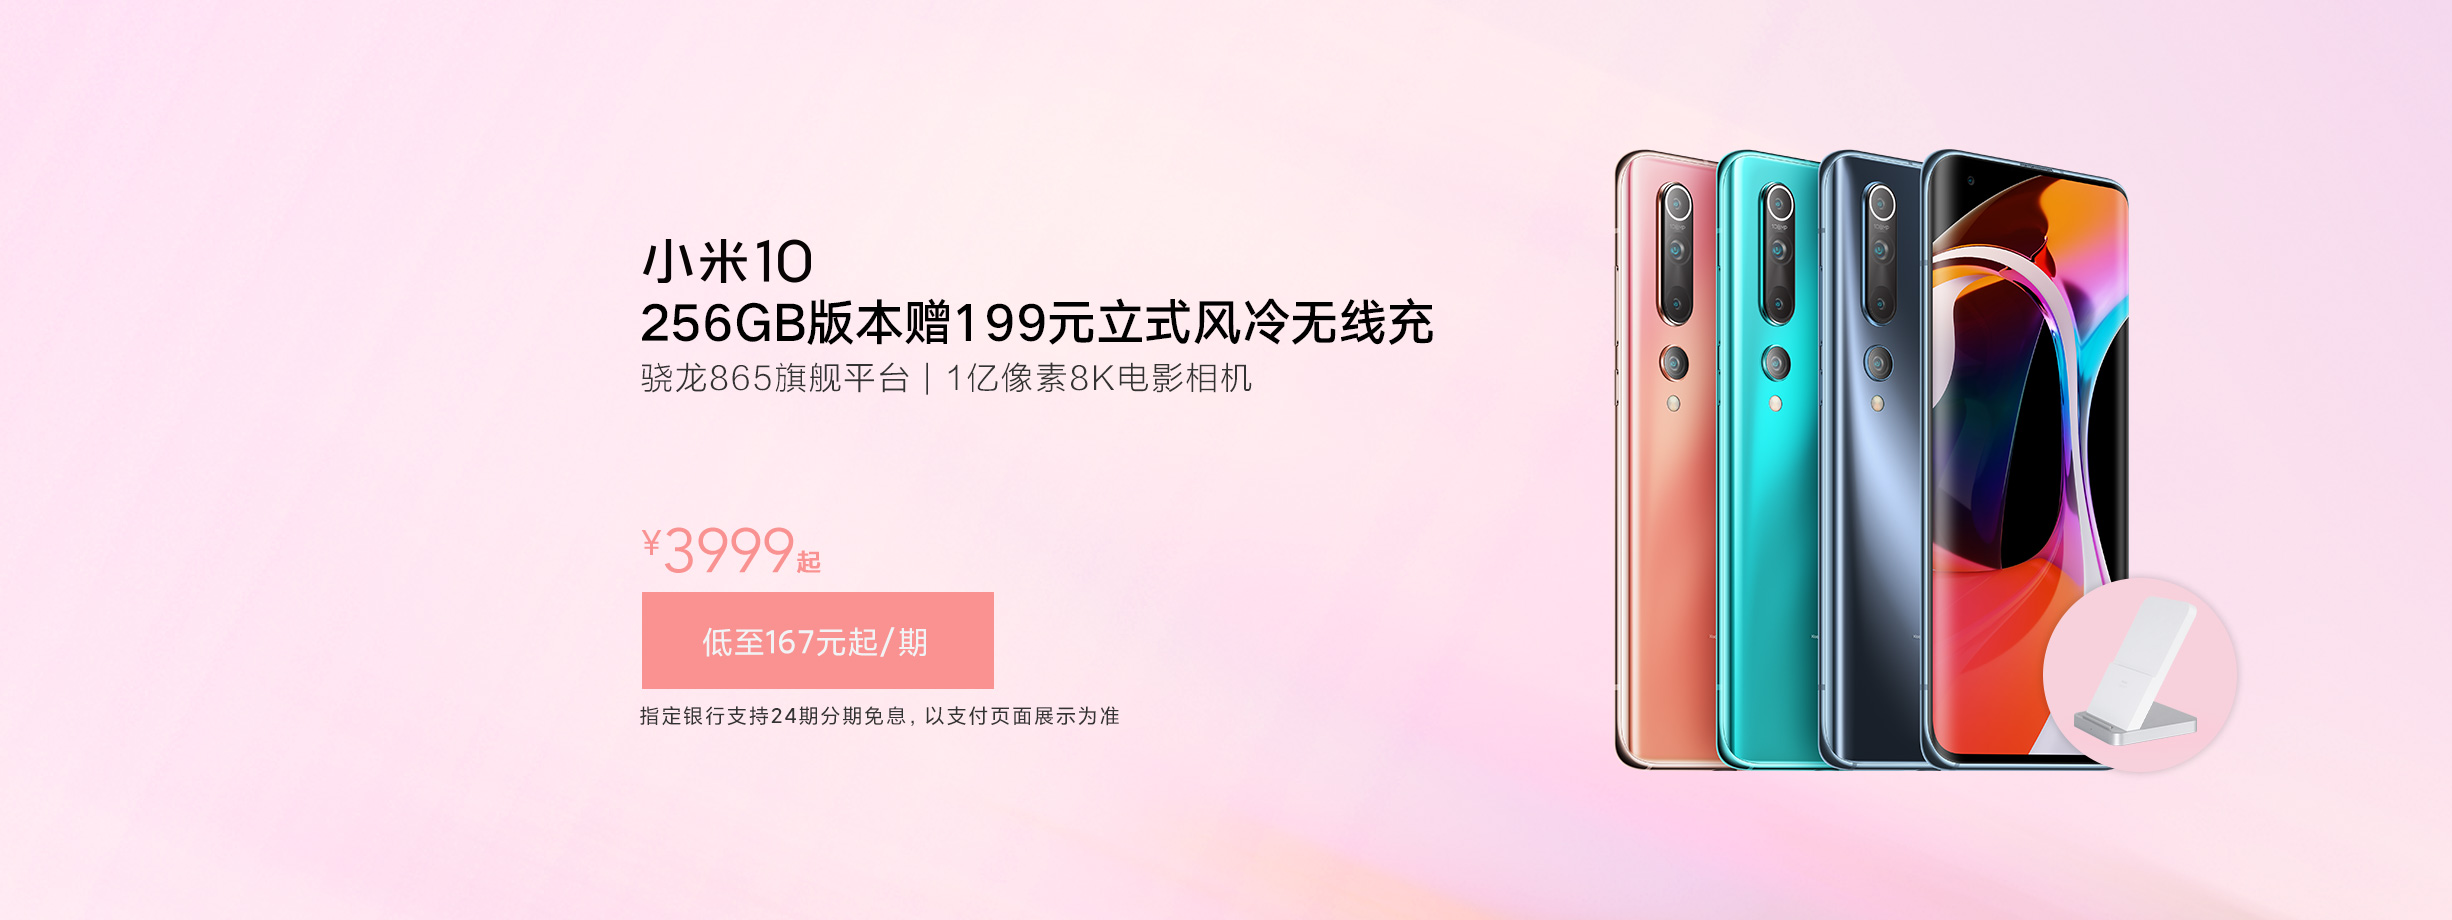 小米10
256GB版本赠199元立式风冷无线充
骁龙865旗舰平台 | 1亿像素8K电影相机
¥3999起
低至167元起/期
指定银行支持24期分期免息, 以支付页面展示为准